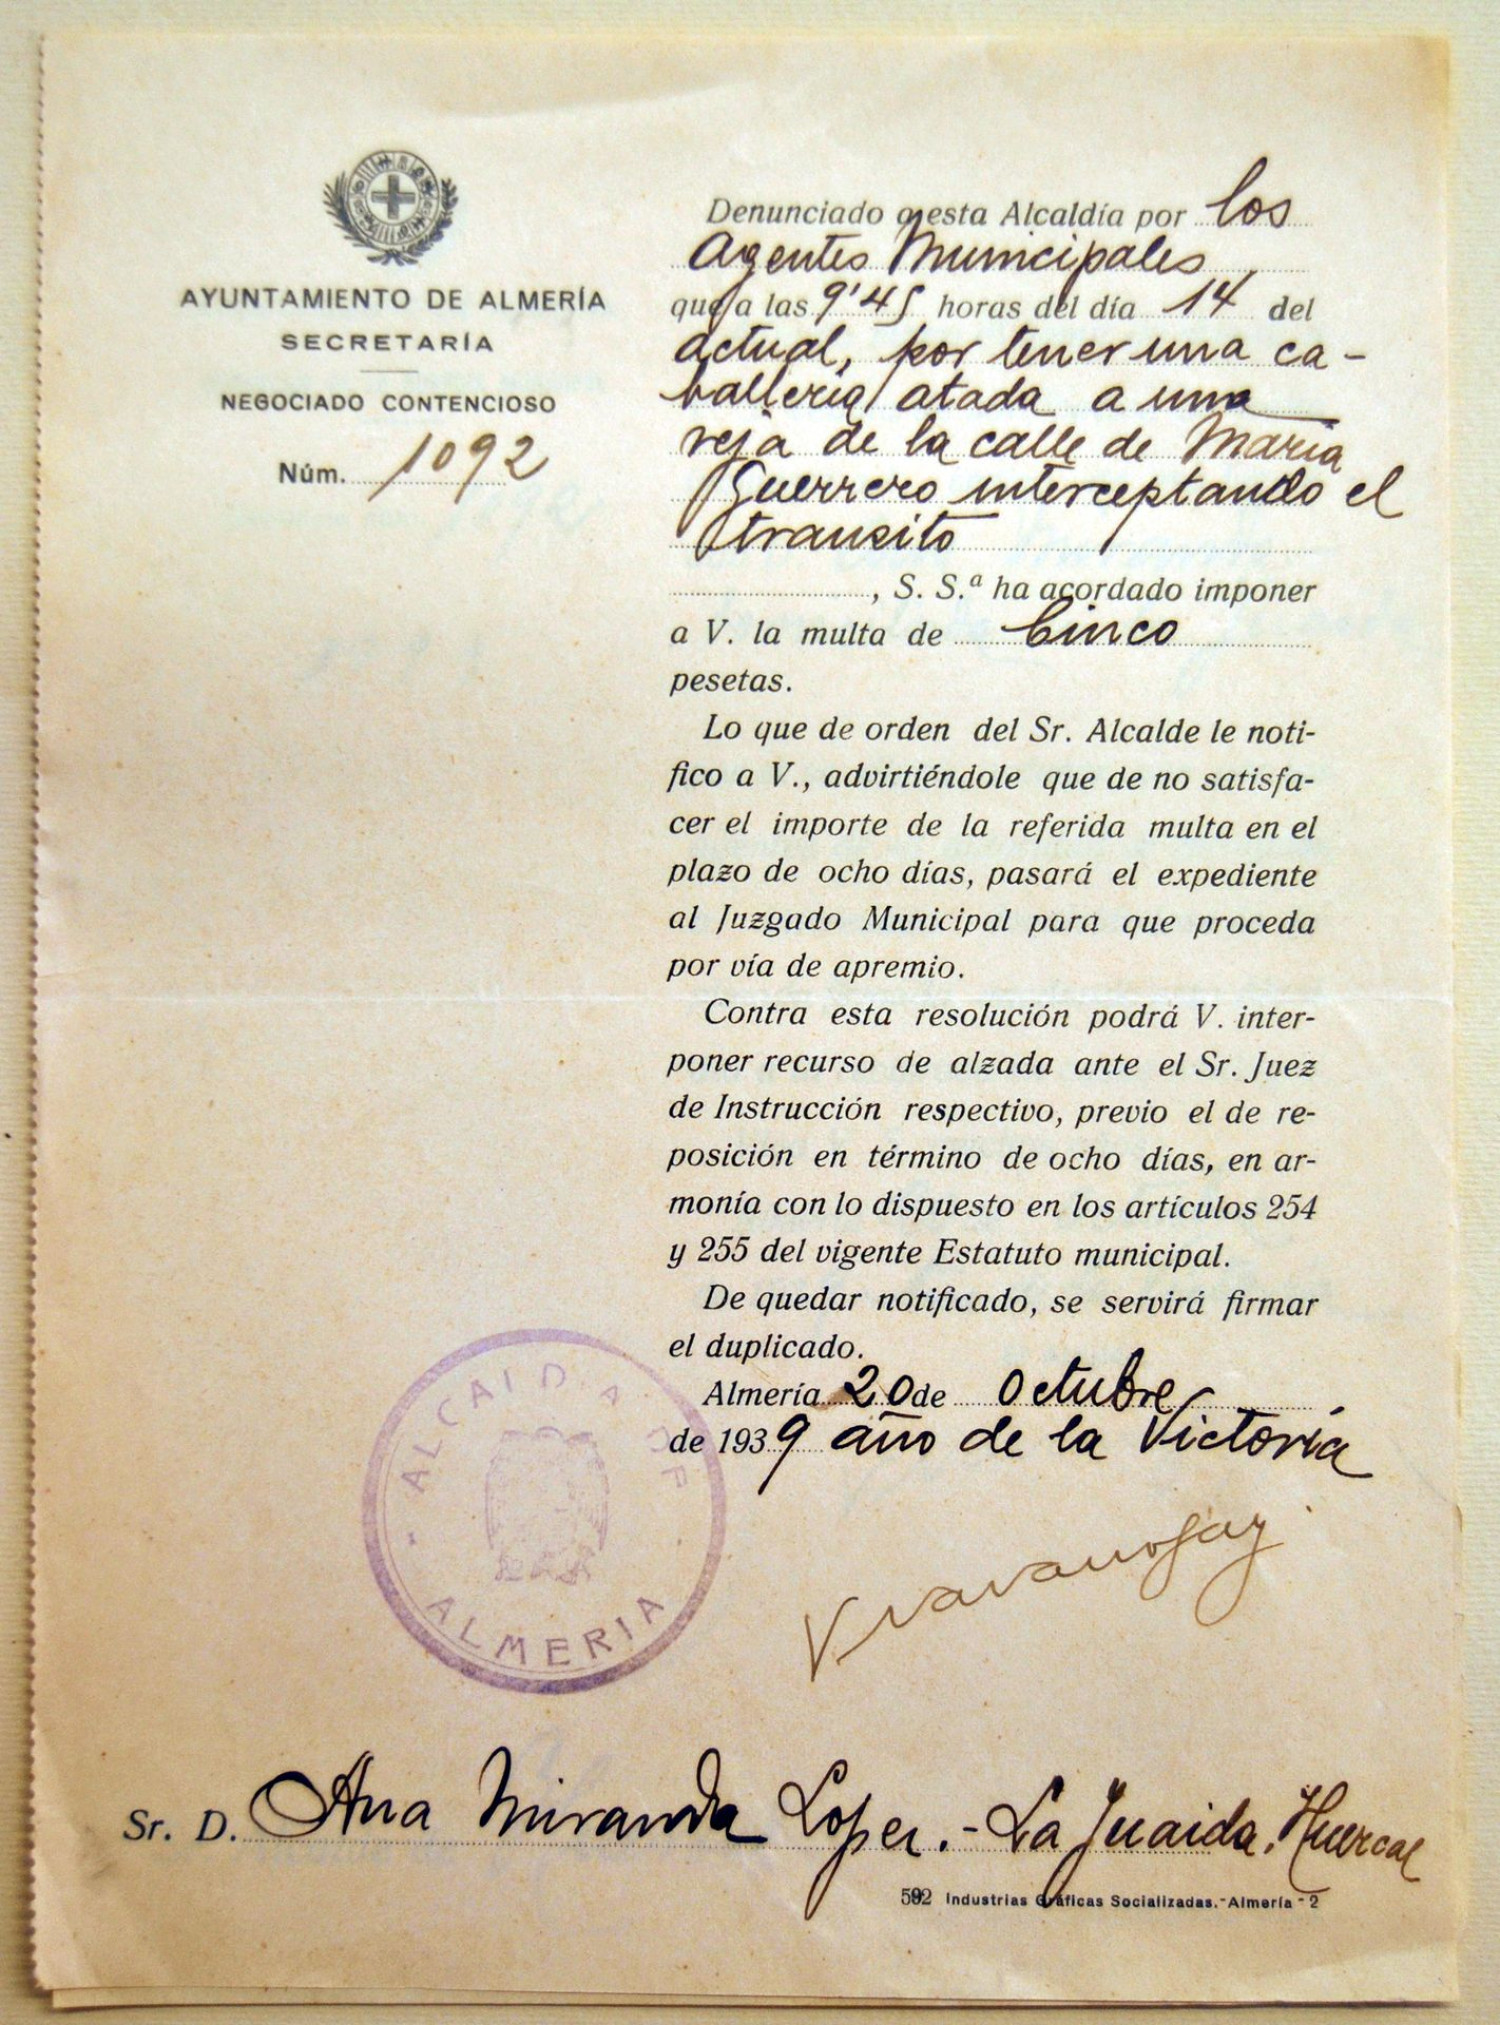 AYUNTAMIENTO DE ALMERÍA
SECRETARÍA
NEGOCIADO CONTENCIOSO
Núm. 1092
Denunciado a esta Alcaldía por los
Agentes Municipales
que a las 9'45 horas del día 14 del
actual, por tener una ca-
balleria atada a una
reja de la calle de Maria
Guerrero interceptando el
transito
, S. S.ª ha acordado imponer
a V. la multa de Cinco
pesetas.
Lo que de orden del Sr. Alcalde le noti-
fico a V., advirtiéndole que de no satisfa-
cer el importe de la referida multa en el
plazo de ocho días, pasará el expediente
al Juzgado Municipal para que proceda
por vía de apremio.
Contra esta resolución podrá V. inter-
poner recurso de alzada ante el Sr. Juez
de Instrucción respectivo, previo el de re-
posición en término de ocho días, en ar-
monía con lo dispuesto en los artículos 254
y 255 del vigente Estatuto municipal.
De quedar notificado, se servirá firmar
el duplicado.
Almería 20 de Octubre
de 1939 año de la Victoria
ALCALDIA DE
ALMERIA
Sr. D. Ana Miranda Lopez.- La Juaida. Huercal
592 Industrias Gráficas Socializadas.-Almería - 2